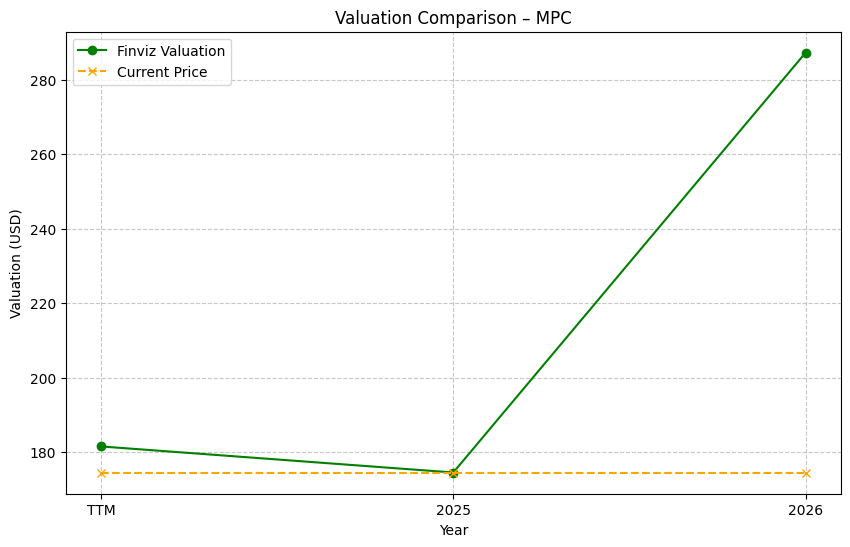 Valuation Comparison – MPC
Finviz Valuation
Current Price
Valuation (USD)
280
260
240
220
200
180
TTM
2025
2026
Year